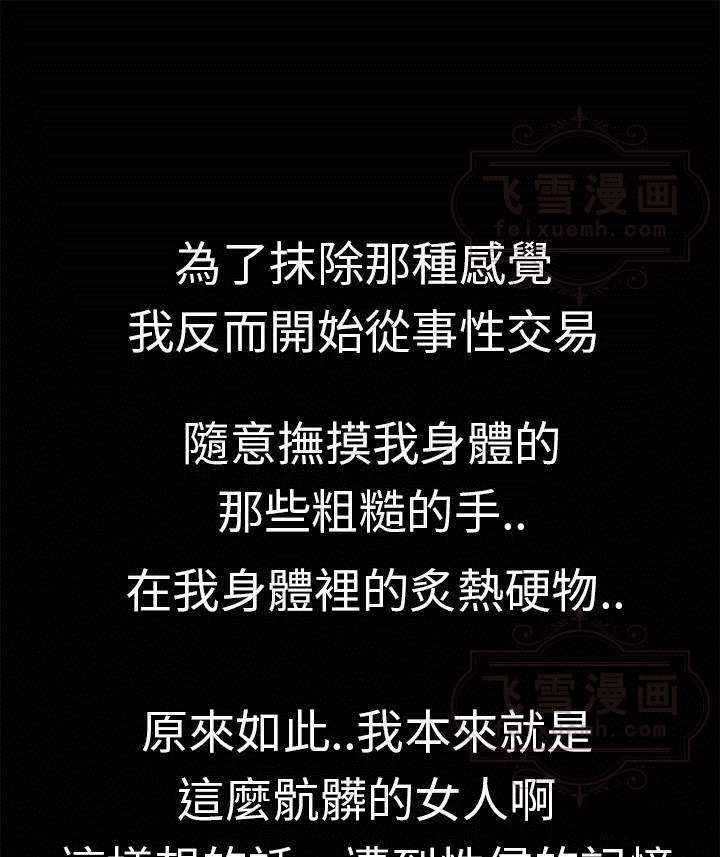 飞雪漫画
feixuemh.com
為了抹除那種感覺
我反而開始從事性交易
隨意撫摸我身體的
那些粗糙的手..
在我身體裡的炙熱硬物..
飞雪漫画
feixuemh.com
原來如此..我本來就是
這麼骯髒的女人啊